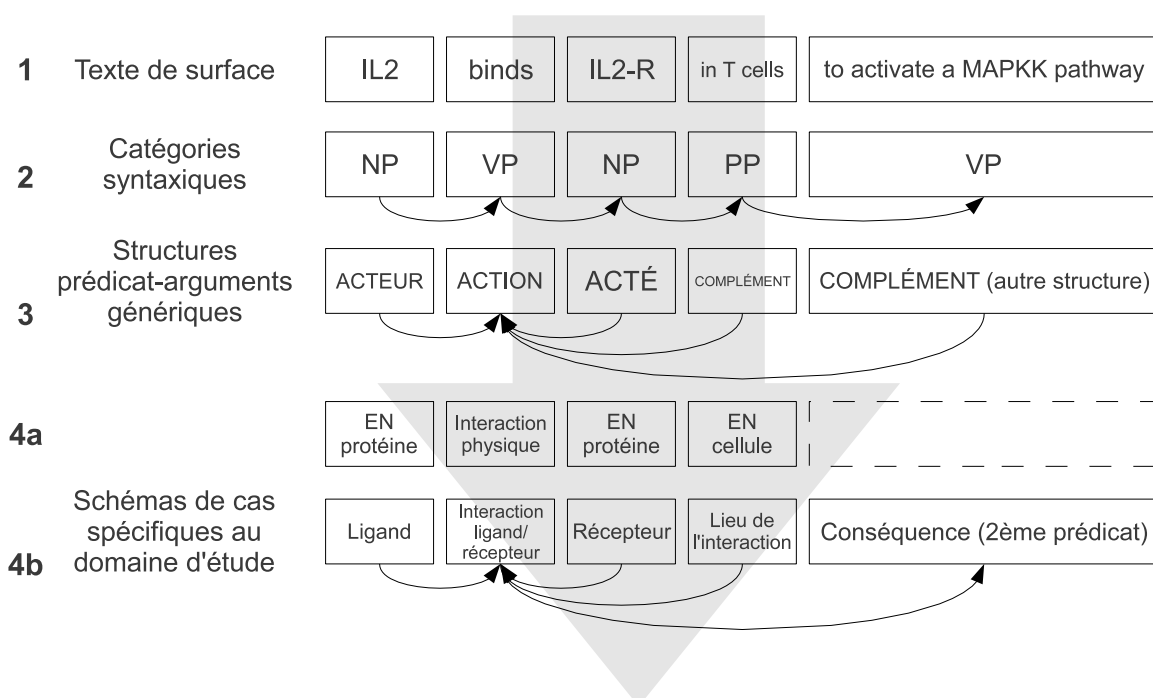 1 Texte de surface IL2 binds IL2-R in T cells to activate a MAPKK pathway
2 Catégories
syntaxiques NP VP NP PP VP
3 Structures
prédicat-arguments
génériques ACTEUR ACTION ACTÉ COMPLÉMENT COMPLÉMENT (autre structure)
4a
EN
protéine
Interaction
physique
EN
protéine
EN
cellule
4b Schémas de cas
spécifiques au
domaine d'étude
Ligand
Interaction
ligand/
récepteur
Récepteur
Lieu de
l'interaction
Conséquence (2ème prédicat)